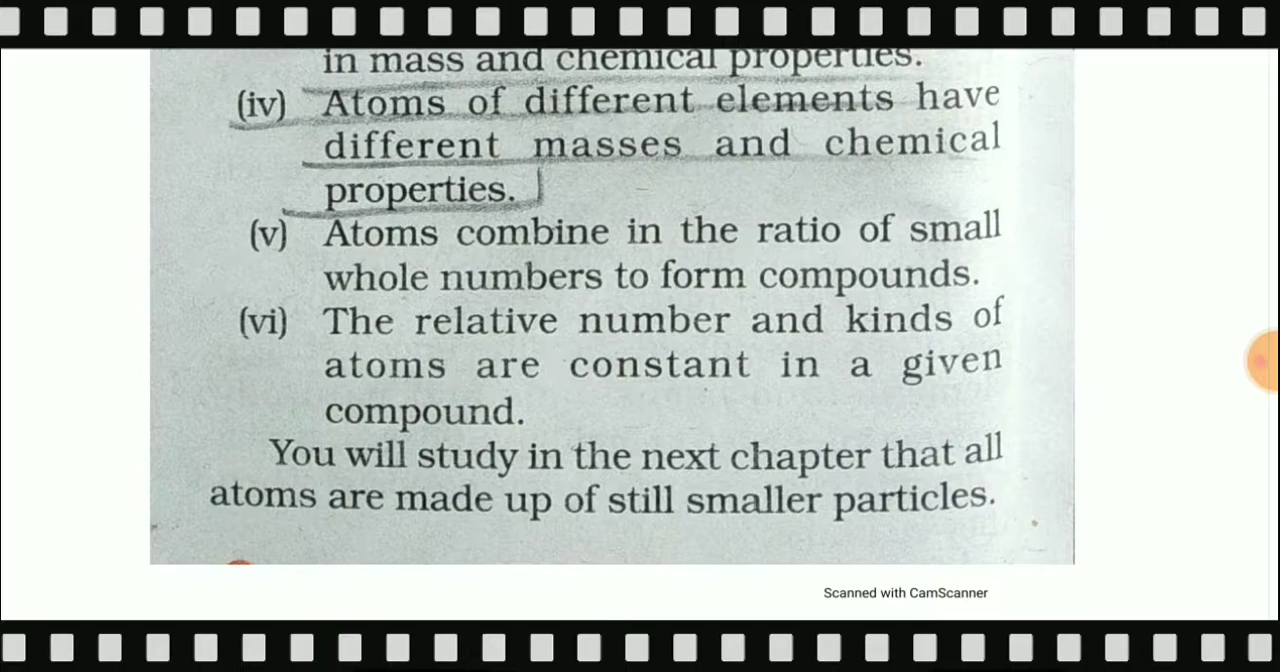 in mass and chemical properties.
(iv) Atoms of different elements have
different masses and chemical
properties.
(v) Atoms combine in the ratio of small
whole numbers to form compounds.
(vi) The relative number and kinds of
atoms are constant in a given
compound.
You will study in the next chapter that all
atoms are made up of still smaller particles.
Scanned with CamScanner